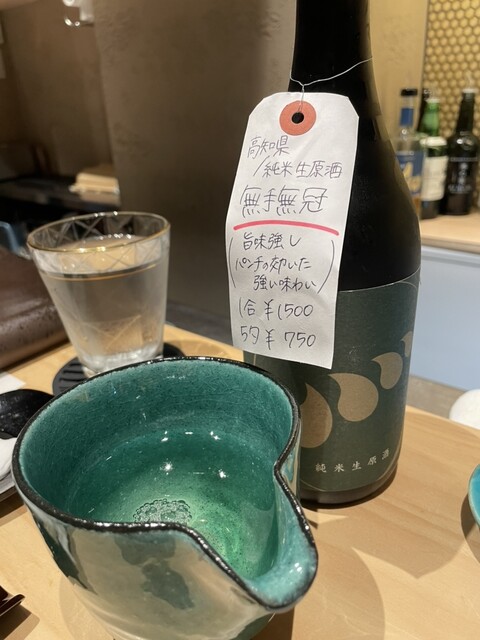 高知県
/純米生原酒
無手無冠
(旨味強し
パンチの効いた
強い味わい)
1合 ¥1500
5勺 ¥750
純米生原酒